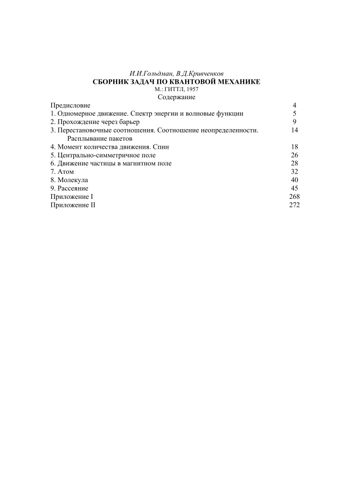 И.И.Гольдман, В.Д.Кривченков
СБОРНИК ЗАДАЧ ПО КВАНТОВОЙ МЕХАНИКЕ
М.: ГИТТЛ, 1957
Содержание
Предисловие 4
1. Одномерное движение. Спектр энергии и волновые функции 5
2. Прохождение через барьер 9
3. Перестановочные соотношения. Соотношение неопределенности. 14
Расплывание пакетов
4. Момент количества движения. Спин 18
5. Центрально-симметричное поле 26
6. Движение частицы в магнитном поле 28
7. Атом 32
8. Молекула 40
9. Рассеяние 45
Приложение I 268
Приложение II 272